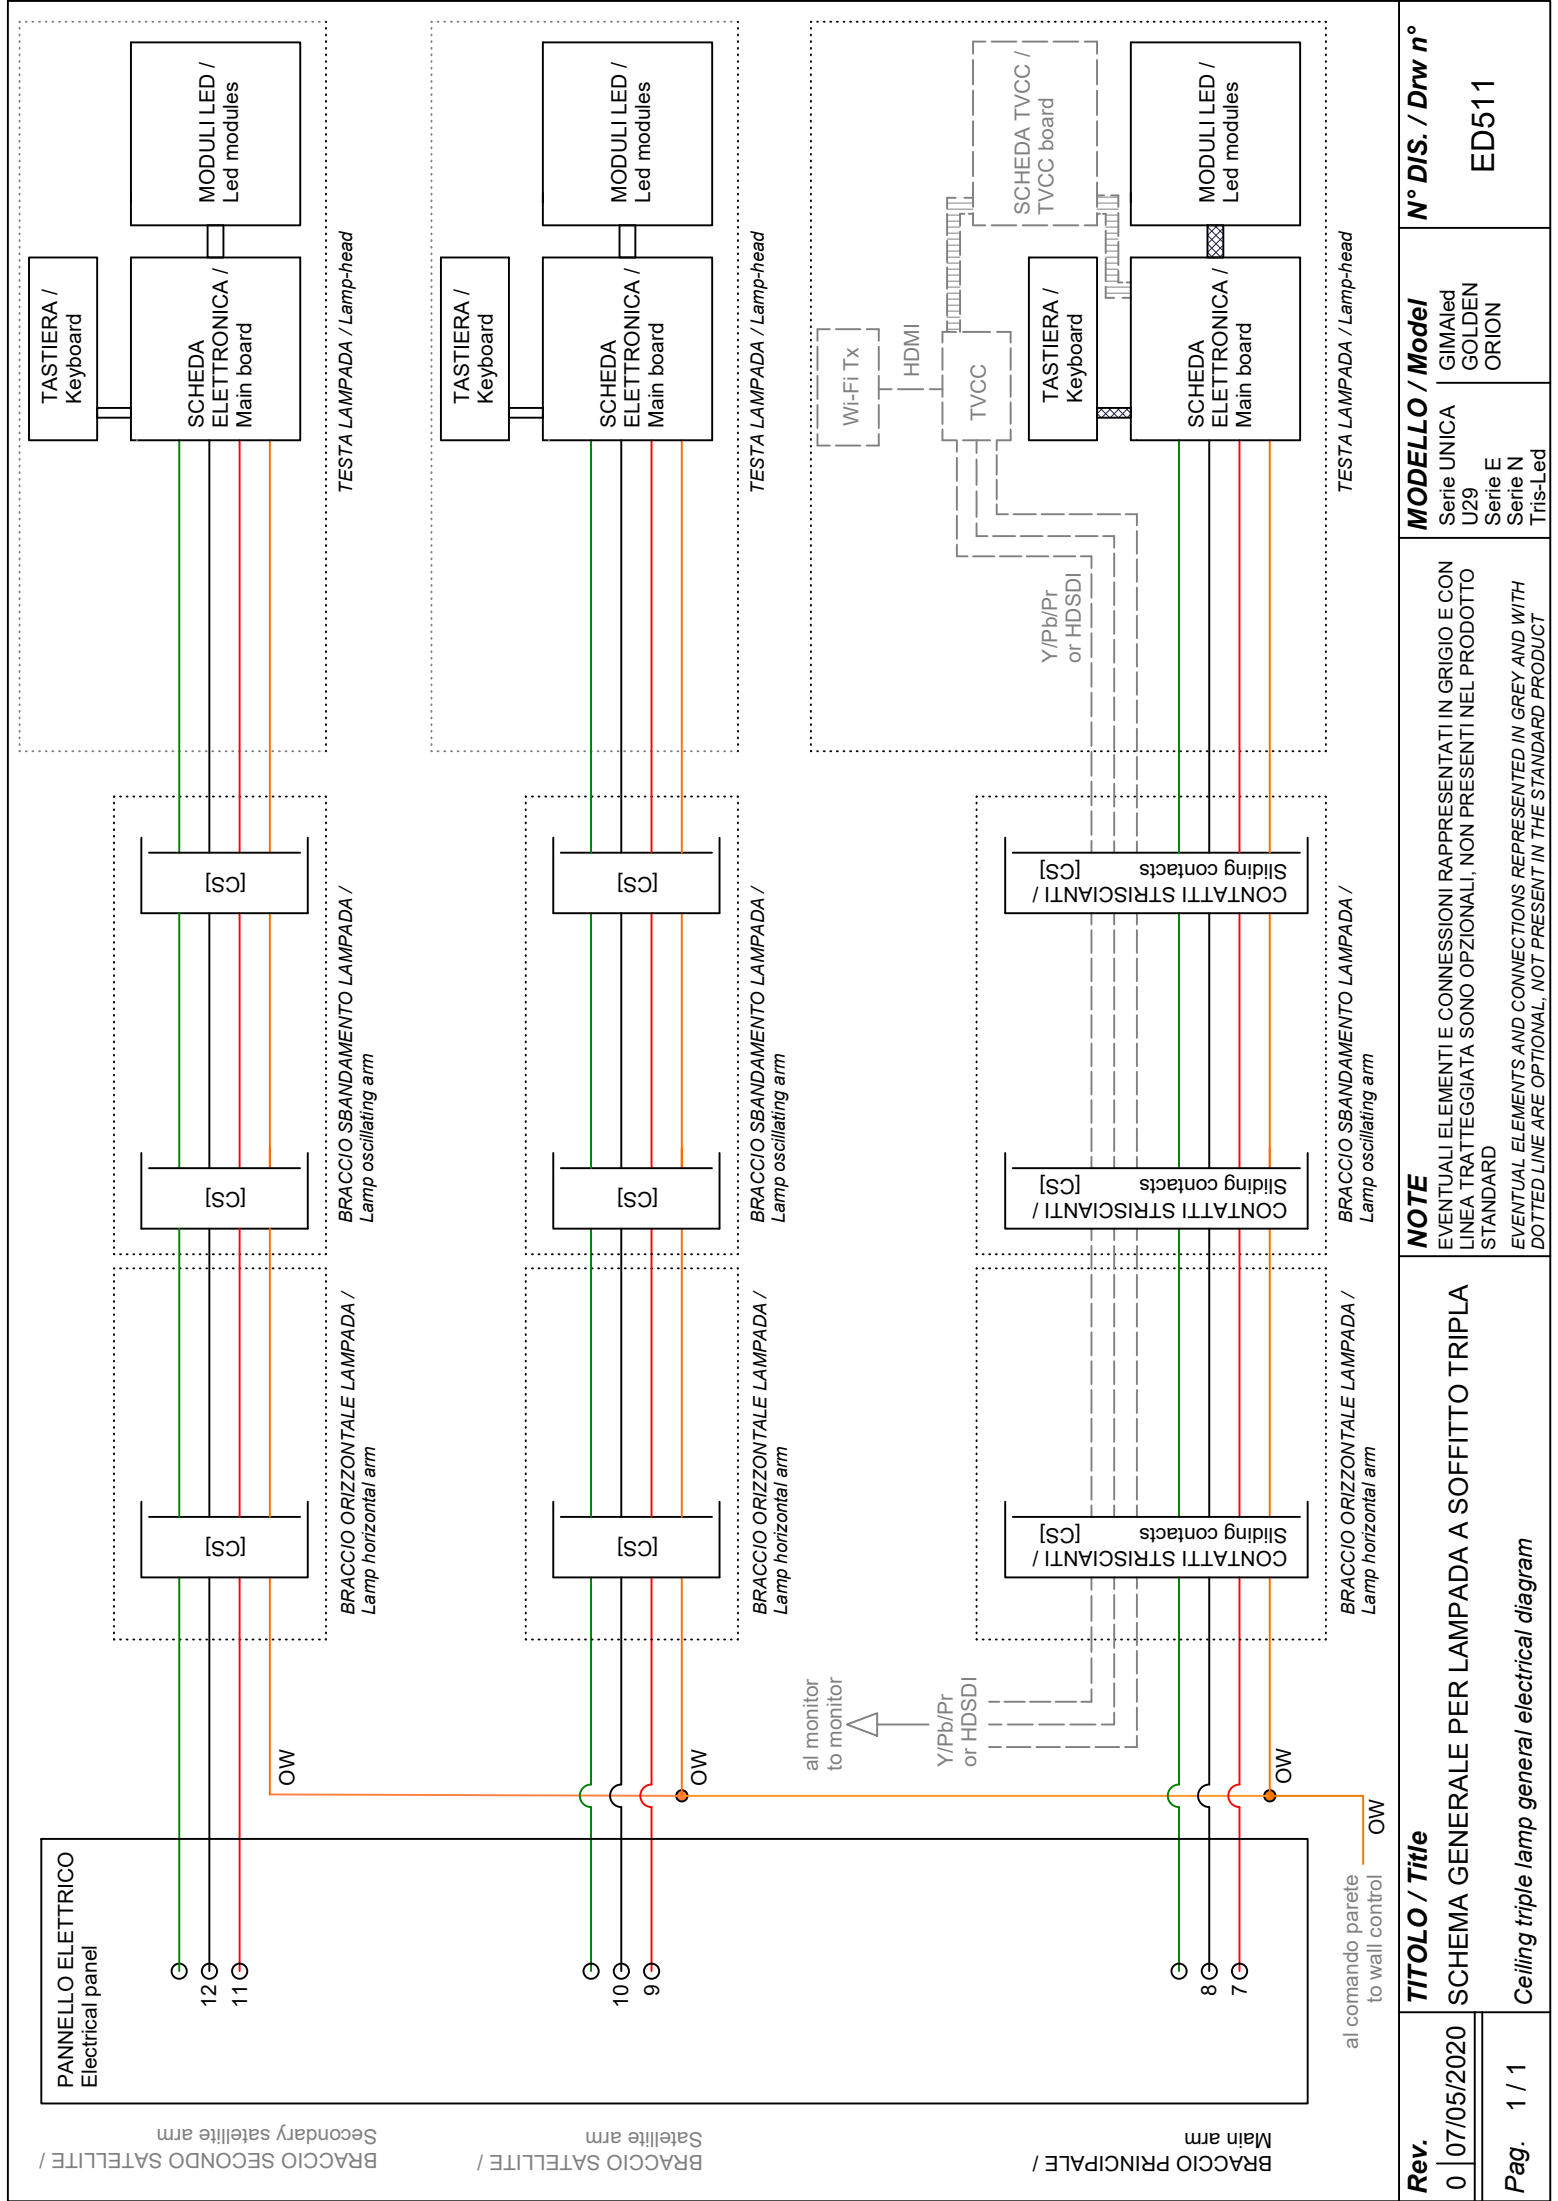 PANNELLO ELETTRICO
Electrical panel
BRACCIO SECONDO SATELLITE /
Secondary satellite arm
12
11
OW
[CS]
BRACCIO ORIZZONTALE LAMPADA /
Lamp horizontal arm
[CS]
[CS]
BRACCIO SBANDAMENTO LAMPADA /
Lamp oscillating arm
TASTIERA /
Keyboard
SCHEDA
ELETTRONICA /
Main board
MODULI LED /
Led modules
TESTA LAMPADA / Lamp-head
BRACCIO SATELLITE /
Satellite arm
10
9
OW
[CS]
BRACCIO ORIZZONTALE LAMPADA /
Lamp horizontal arm
[CS]
[CS]
BRACCIO SBANDAMENTO LAMPADA /
Lamp oscillating arm
TASTIERA /
Keyboard
SCHEDA
ELETTRONICA /
Main board
MODULI LED /
Led modules
TESTA LAMPADA / Lamp-head
BRACCIO PRINCIPALE /
Main arm
8
7
OW
OW
al comando parete
to wall control
al monitor
to monitor
Y/Pb/Pr
or HDSDI
CONTATTI STRISCIANTI /
Sliding contacts [CS]
BRACCIO ORIZZONTALE LAMPADA /
Lamp horizontal arm
CONTATTI STRISCIANTI /
Sliding contacts [CS]
CONTATTI STRISCIANTI /
Sliding contacts [CS]
BRACCIO SBANDAMENTO LAMPADA /
Lamp oscillating arm
Y/Pb/Pr
or HDSDI
Wi-Fi Tx
HDMI
TVCC
SCHEDA TVCC /
TVCC board
TASTIERA /
Keyboard
SCHEDA
ELETTRONICA /
Main board
MODULI LED /
Led modules
TESTA LAMPADA / Lamp-head
Rev.
0 07/05/2020
Pag. 1 / 1
TITOLO / Title
SCHEMA GENERALE PER LAMPADA A SOFFITTO TRIPLA
Ceiling triple lamp general electrical diagram
NOTE
EVENTUALI ELEMENTI E CONNESSIONI RAPPRESENTATI IN GRIGIO E CON
LINEA TRATTEGGIATA SONO OPZIONALI, NON PRESENTI NEL PRODOTTO
STANDARD
EVENTUAL ELEMENTS AND CONNECTIONS REPRESENTED IN GREY AND WITH
DOTTED LINE ARE OPTIONAL, NOT PRESENT IN THE STANDARD PRODUCT
MODELLO / Model
Serie UNICA
U29
Serie E
Serie N
Tris-Led
GIMAled
GOLDEN
ORION
N° DIS. / Drw n°
ED511